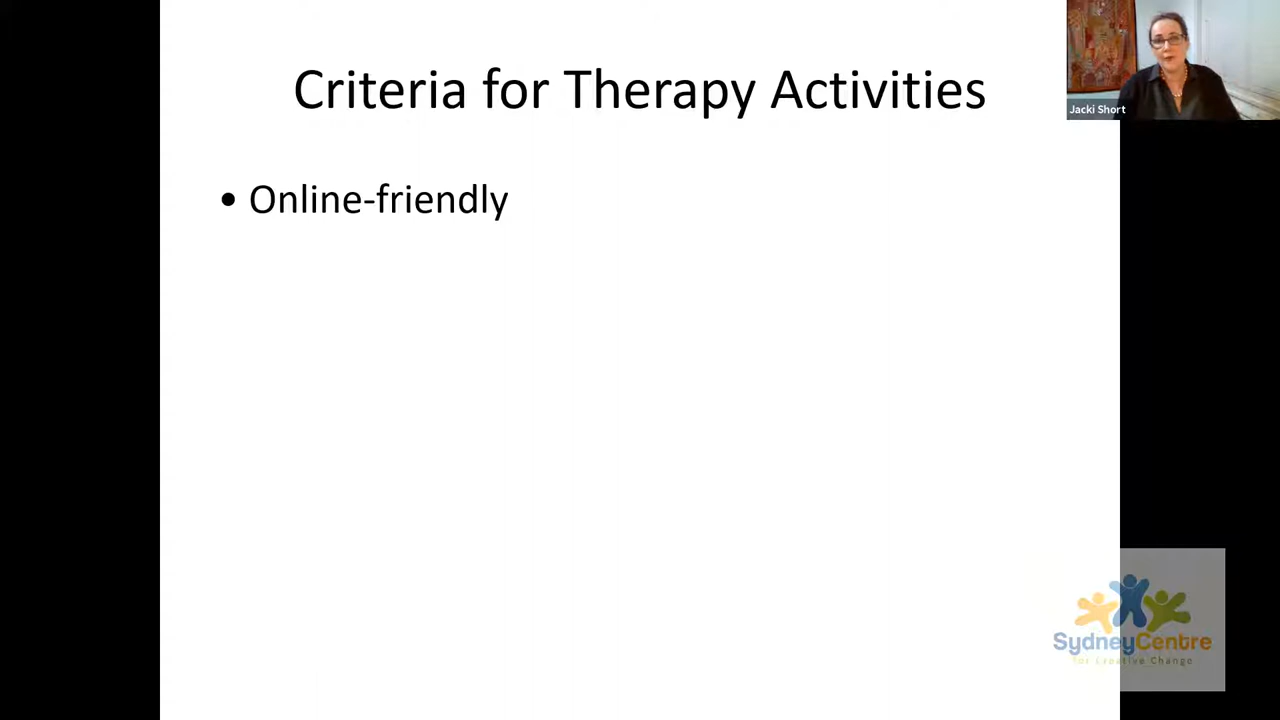 Criteria for Therapy Activities
Jacki Short
• Online-friendly
SydneyCentre
for Creative Change